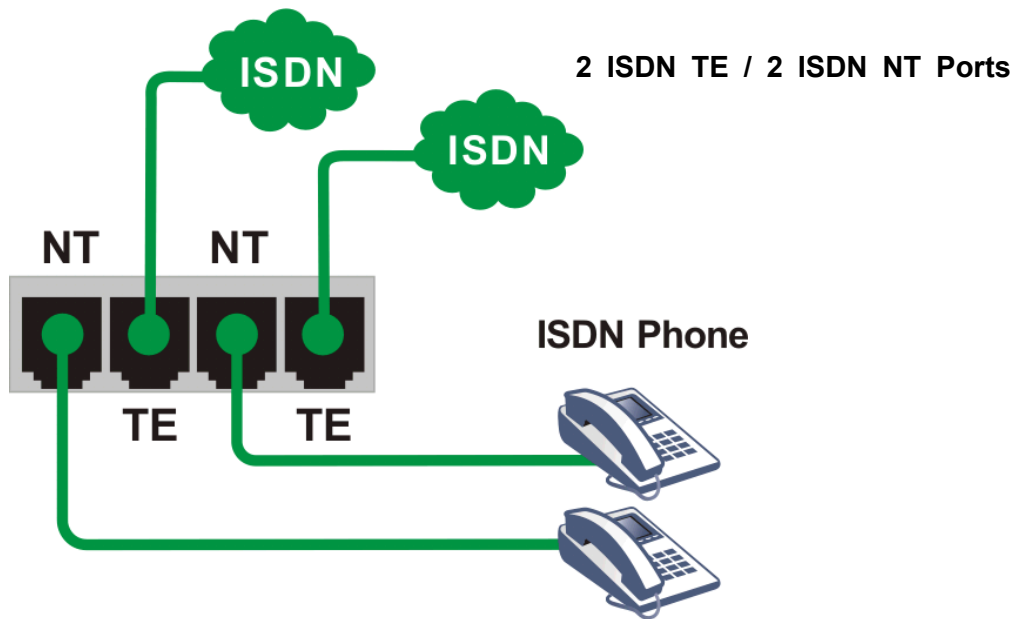 ISDN
2 ISDN TE / 2 ISDN NT Ports
ISDN
NT NT
ISDN Phone
TE TE